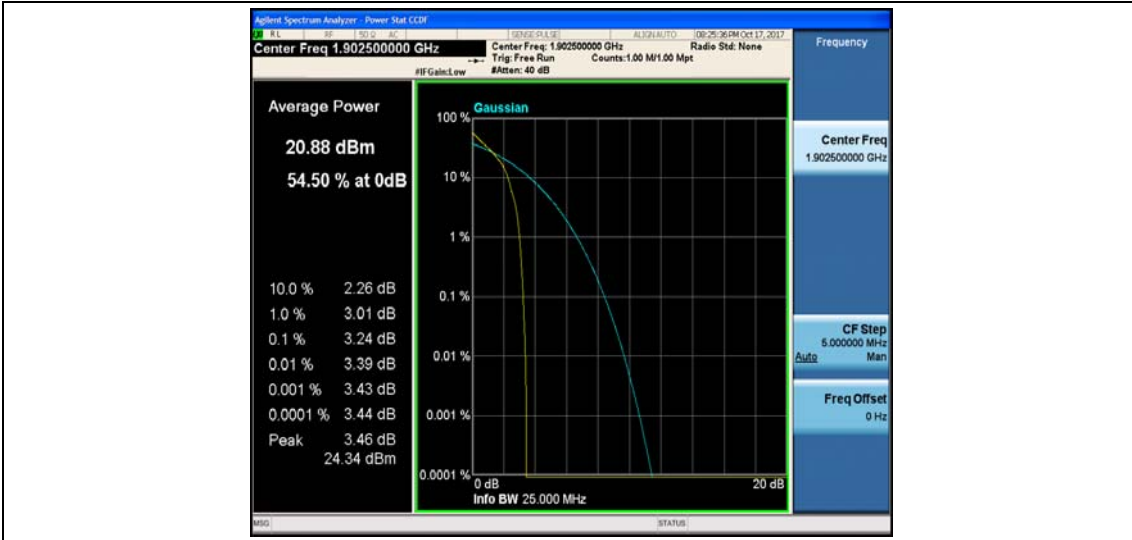 Agilent Spectrum Analyzer - Power Stat CCDF
RL RF 50 Ω AC SENSE:PULSE ALIGNAUTO 08:25:36 PM Oct 17, 2017
Center Freq 1.902500000 GHz
Center Freq: 1.902500000 GHz Radio Std: None
Trig: Free Run Counts:1.00 M/1.00 Mpt
#IFGain:Low #Atten: 40 dB
Frequency
Average Power
20.88 dBm
54.50 % at 0dB
10.0 % 2.26 dB
1.0 % 3.01 dB
0.1 % 3.24 dB
0.01 % 3.39 dB
0.001 % 3.43 dB
0.0001 % 3.44 dB
Peak 3.46 dB
24.34 dBm
Gaussian
100 %
10 %
1 %
0.1 %
0.01 %
0.001 %
0.0001 %
0 dB 20 dB
Info BW 25.000 MHz
Center Freq
1.902500000 GHz
CF Step
5.000000 MHz
Auto Man
Freq Offset
0 Hz
MSG STATUS